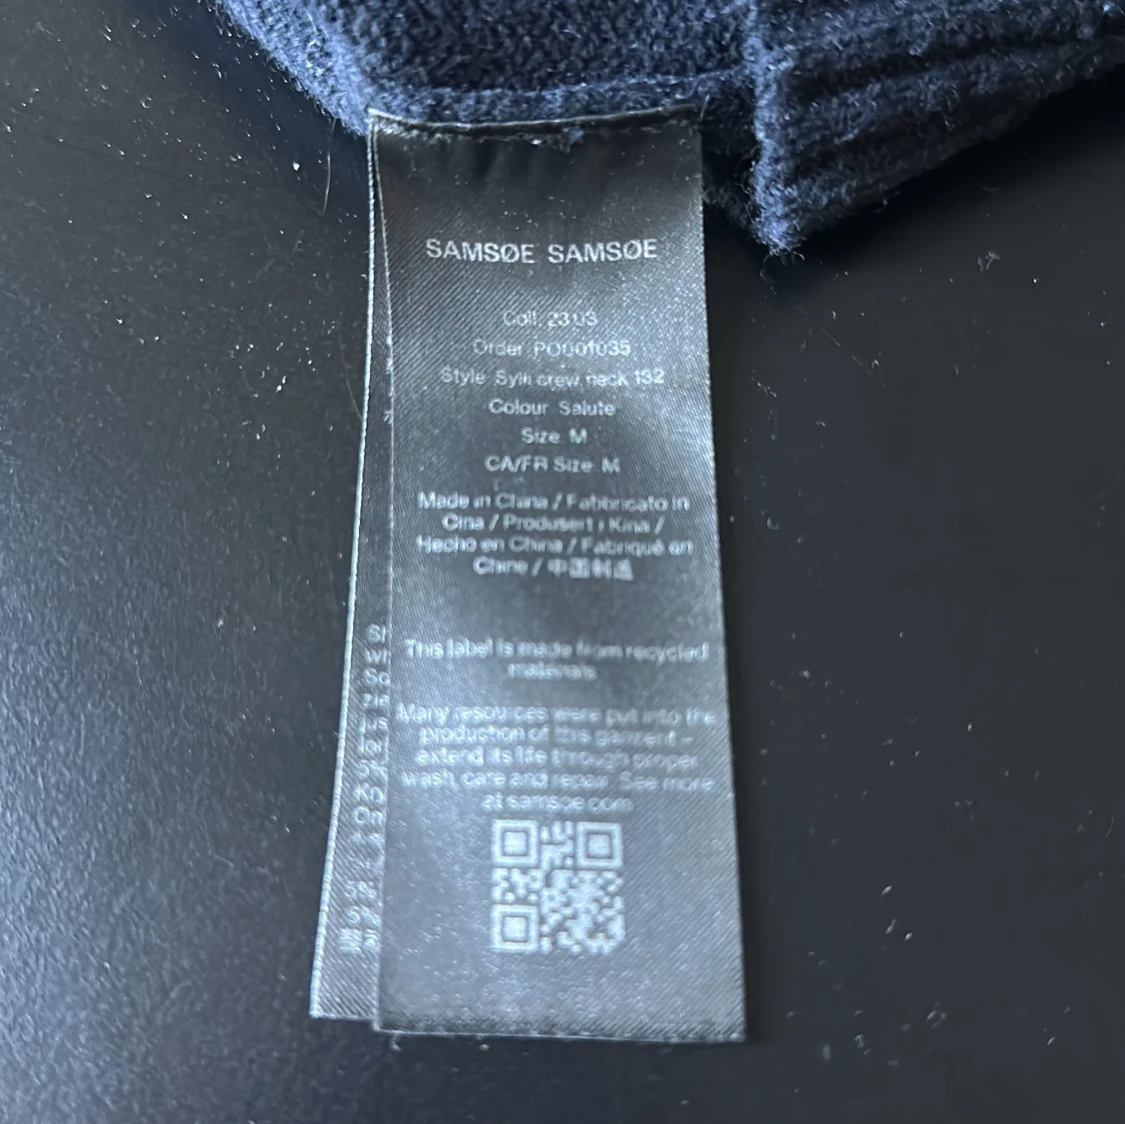 SAMSØE SAMSØE
Coll. 23 03
Order PO001035
Style Sylli crew neck 132
Colour Salute
Size M
CA/FR Size M
Made in China / Fabbricato in
Cina / Produsert i Kina /
Hecho en China / Fabriqué en
Chine / 中国制造
This label is made from recycled
materials
Many resources were put into the
production of this garment –
extend its life through proper
wash, care and repair. See more
at samsoe.com